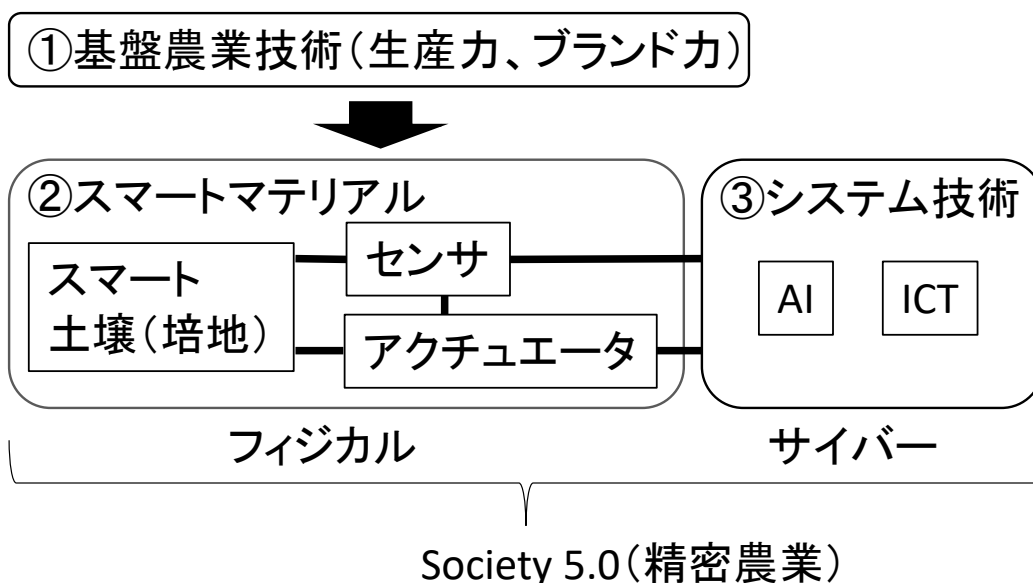 ①基盤農業技術（生産力、ブランド力）
②スマートマテリアル
スマート
土壌（培地）
センサ
アクチュエータ
③システム技術
AI
ICT
フィジカル
サイバー
Society 5.0（精密農業）